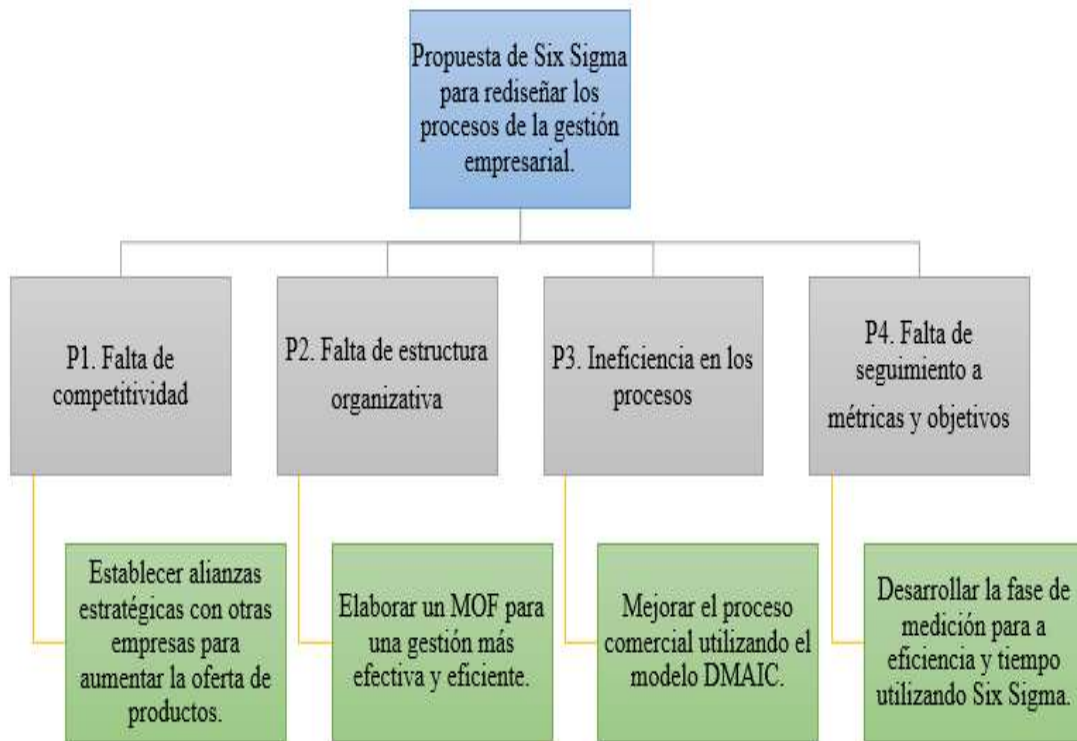 Propuesta de Six Sigma
para rediseñar los
procesos de la gestión
empresarial.
P1. Falta de
competitividad
P2. Falta de estructura
organizativa
P3. Ineficiencia en los
procesos
P4. Falta de
seguimiento a
métricas y objetivos
Establecer alianzas
estratégicas con otras
empresas para
aumentar la oferta de
productos.
Elaborar un MOF para
una gestión más
efectiva y eficiente.
Mejorar el proceso
comercial utilizando el
modelo DMAIC.
Desarrollar la fase de
medición para a
eficiencia y tiempo
utilizando Six Sigma.